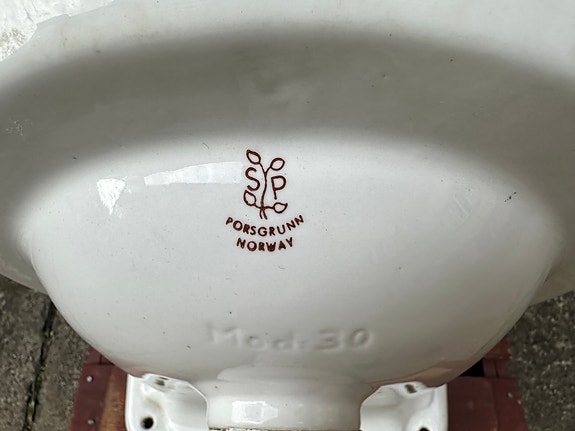 SP
PORSGRUNN
NORWAY
Mod. 30